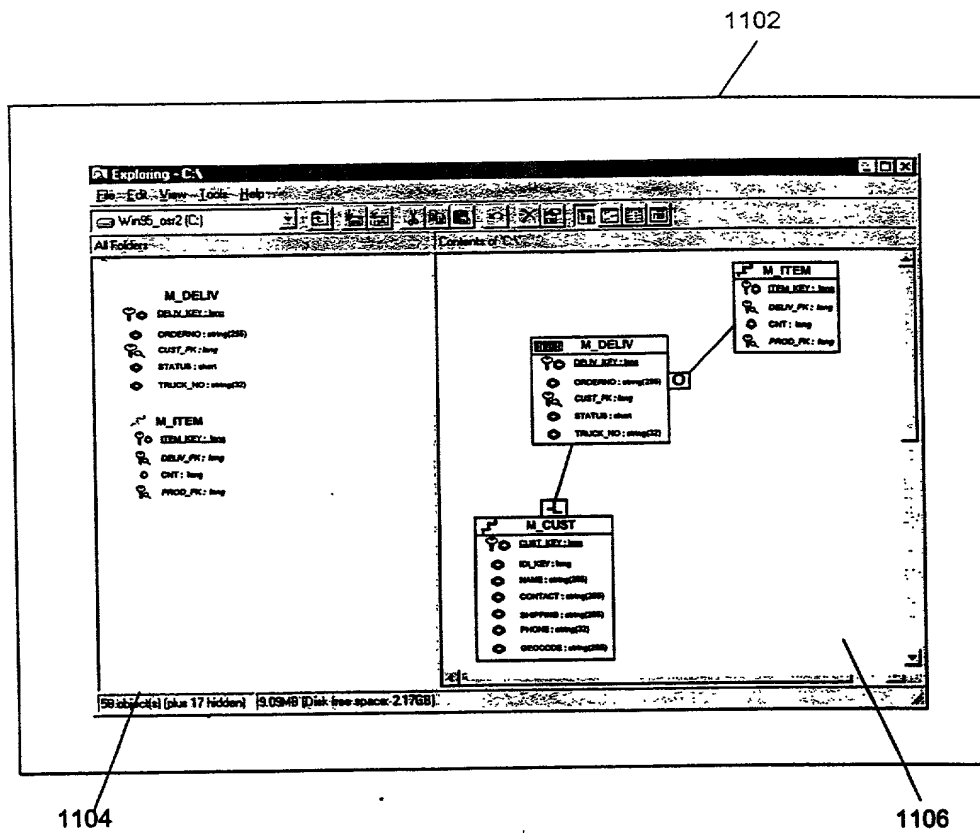 1102
Exploring - C:\
File Edit View Tools Help
Win95_osr2 (C:)
All Folders
Contents of 'C:\'
M_DELIV
DELIV_KEY : long
ORDERNO : string(255)
CUST_FK : long
STATUS : short
TRUCK_NO : string(32)
M_ITEM
ITEM_KEY : long
DELIV_FK : long
CNT : long
PROD_FK : long
M_ITEM
ITEM_KEY : long
DELIV_FK : long
CNT : long
PROD_FK : long
M_DELIV
DELIV_KEY : long
ORDERNO : string(255)
CUST_FK : long
STATUS : short
TRUCK_NO : string(32)
M_CUST
CUST_KEY : long
IDI_KEY : long
NAME : string(255)
CONTACT : string(255)
SHIPPING : string(255)
PHONE : string(32)
GEOCODE : string(255)
58 object(s) (plus 17 hidden) 9.09MB (Disk free space: 2.17GB)
1104
1106